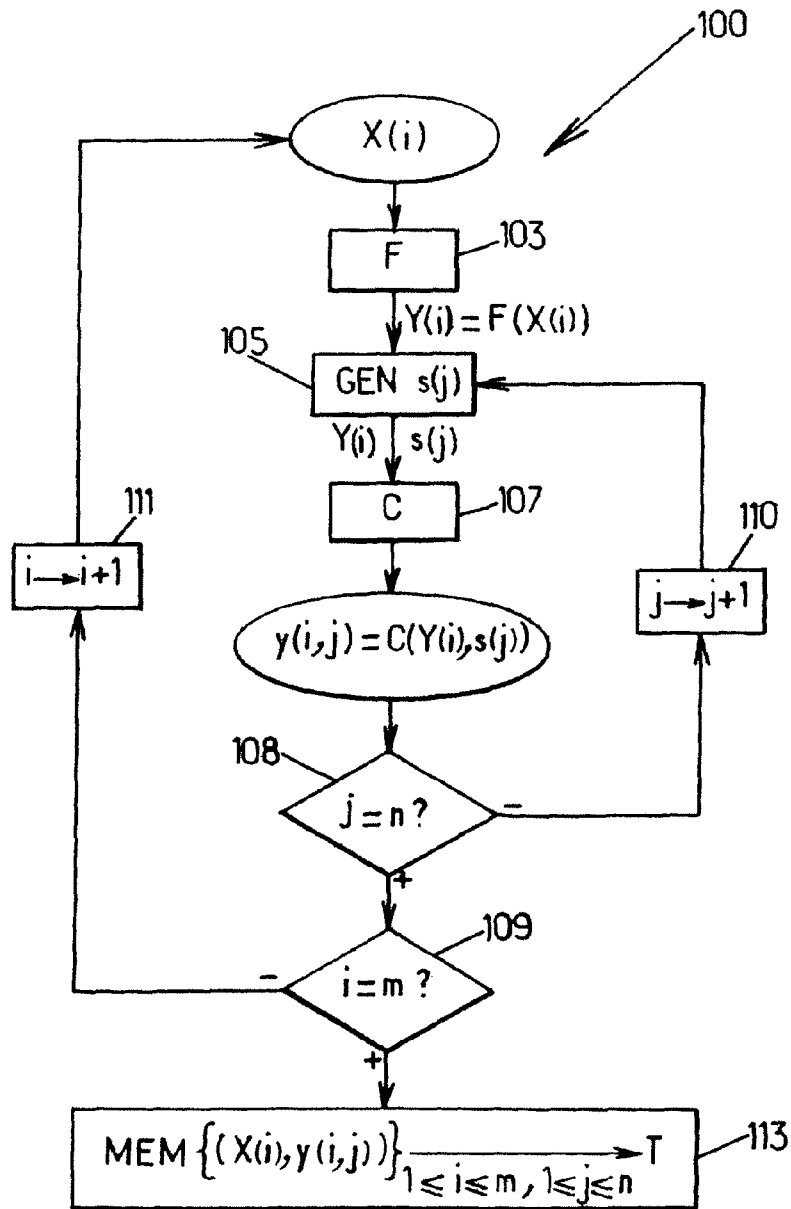 100
X(i)
F
103
Y(i) = F(X(i))
105
GEN s(j)
Y(i) s(j)
C
107
111
i→i+1
110
j→j+1
y(i,j) = C(Y(i),s(j))
108
j = n ?
-
+
109
i = m ?
-
+
MEM {(X(i),y(i,j))} 1 ≤ i ≤ m , 1 ≤ j ≤ n → T
113